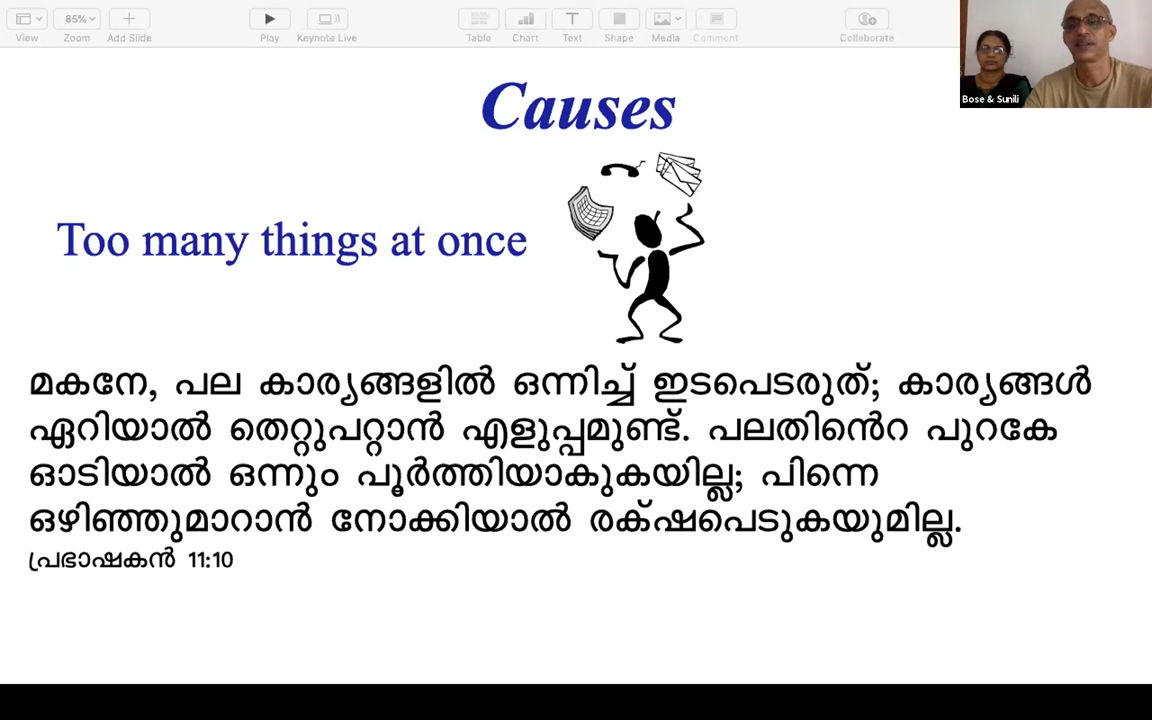 View
85%
Zoom
Add Slide
Play
Keynote Live
Table
Chart
Text
Shape
Media
Comment
Collaborate
Bose & Sunili
Causes
Too many things at once
മകനേ, പല കാര്യങ്ങളിൽ ഒന്നിച്ച് ഇടപെടരുത്; കാര്യങ്ങൾ
ഏറിയാൽ തെറ്റുപറ്റാൻ എളുപ്പമുണ്ട്. പലതിൻെറ പുറകേ
ഓടിയാൽ ഒന്നും പൂർത്തിയാകുകയില്ല; പിന്നെ
ഒഴിഞ്ഞുമാറാൻ നോക്കിയാൽ രക്‌ഷപെടുകയുമില്ല.
പ്രഭാഷകൻ 11:10